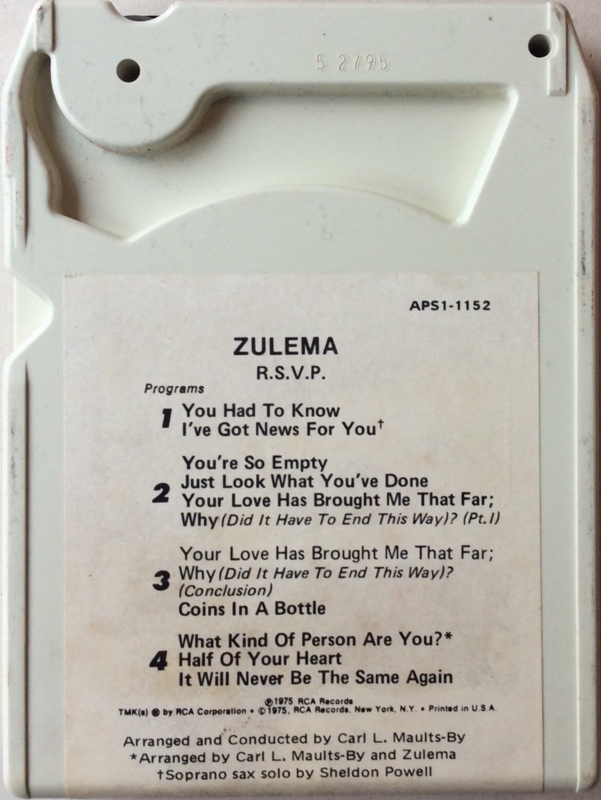 5 2795
APS1-1152
ZULEMA
R.S.V.P.
Programs
1 You Had To Know
I've Got News For You†
You're So Empty
Just Look What You've Done
2 Your Love Has Brought Me That Far;
Why (Did It Have To End This Way)? (Pt.I)
Your Love Has Brought Me That Far;
3 Why (Did It Have To End This Way)?
(Conclusion)
Coins In A Bottle
What Kind Of Person Are You?*
4 Half Of Your Heart
It Will Never Be The Same Again
℗1975 RCA Records
TMK(s) ® by RCA Corporation • ©1975, RCA Records, New York, N.Y. • Printed in U.S.A.
Arranged and Conducted by Carl L. Maults-By
*Arranged by Carl L. Maults-By and Zulema
†Soprano sax solo by Sheldon Powell